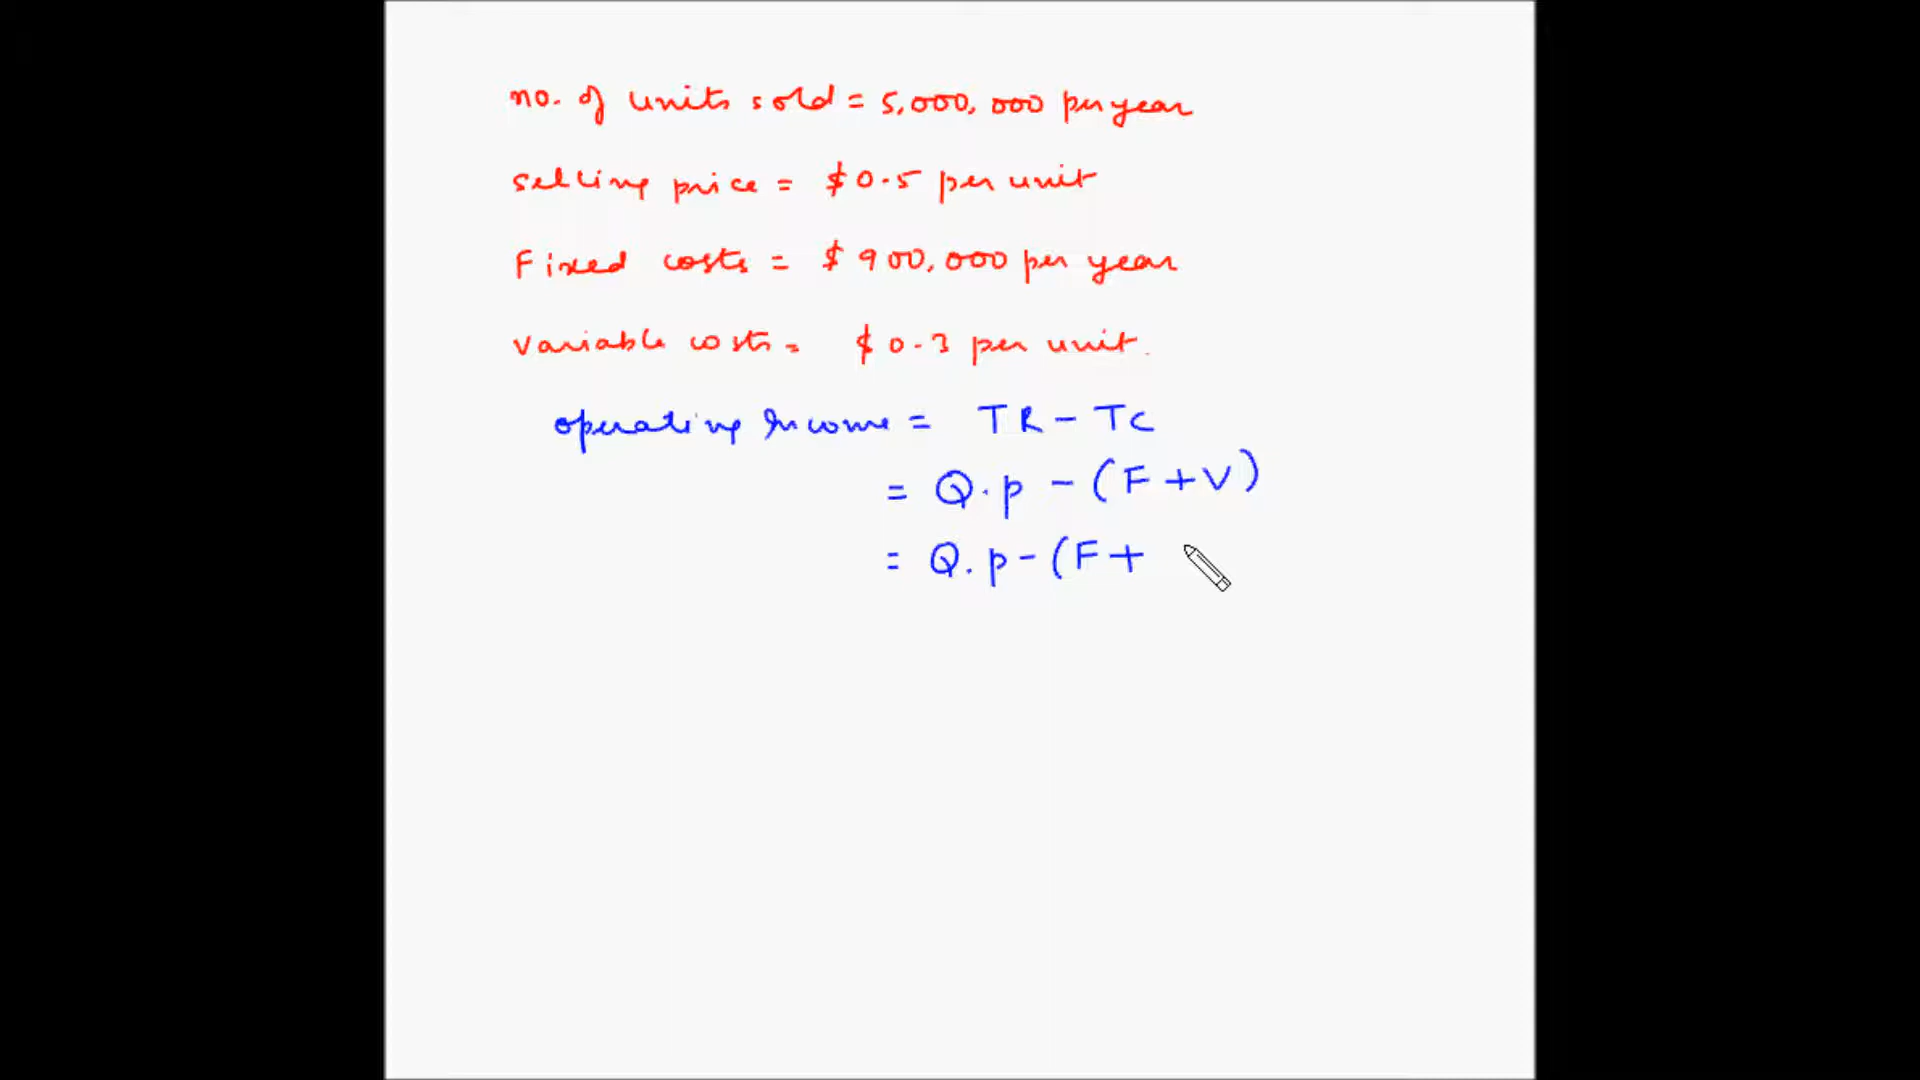 no. of units sold = 5,000,000 per year
selling price = $0.5 per unit
Fixed costs = $900,000 per year
variable costs = $0.3 per unit.
operating Income = TR - TC
= Q.p - (F + V)
= Q.p - (F +